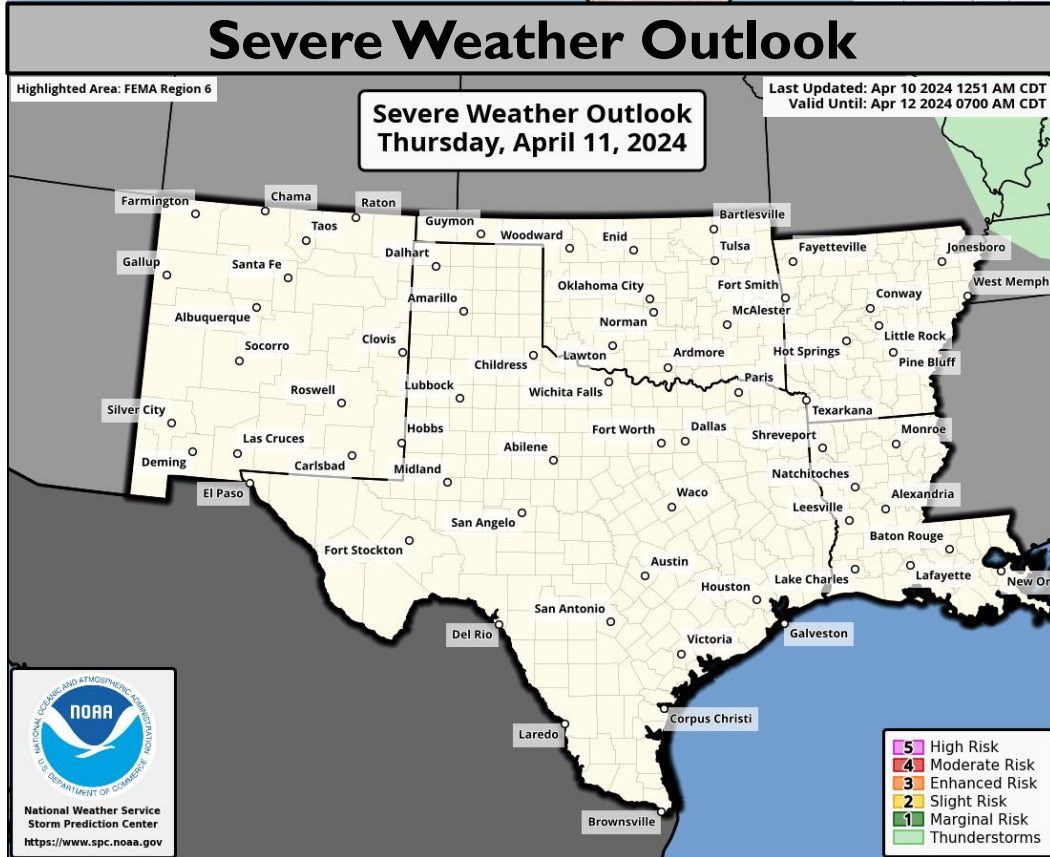 Severe Weather Outlook
Highlighted Area: FEMA Region 6
Last Updated: Apr 10 2024 1251 AM CDT
Valid Until: Apr 12 2024 0700 AM CDT
Severe Weather Outlook
Thursday, April 11, 2024
Farmington
Chama
Raton
Taos
Guymon
Woodward
Enid
Bartlesville
Tulsa
Fayetteville
Jonesboro
Gallup
Santa Fe
Dalhart
Oklahoma City
Fort Smith
West Memph
Albuquerque
Amarillo
Norman
McAlester
Conway
Socorro
Clovis
Childress
Lawton
Ardmore
Hot Springs
Little Rock
Pine Bluff
Roswell
Lubbock
Wichita Falls
Paris
Texarkana
Silver City
Las Cruces
Hobbs
Abilene
Fort Worth
Dallas
Shreveport
Monroe
Deming
Carlsbad
Midland
Natchitoches
El Paso
San Angelo
Waco
Leesville
Alexandria
Fort Stockton
Austin
Baton Rouge
Houston
Lake Charles
Lafayette
New Or
San Antonio
Del Rio
Victoria
Galveston
Laredo
Corpus Christi
Brownsville
NATIONAL OCEANIC AND ATMOSPHERIC ADMINISTRATION
NOAA
U.S. DEPARTMENT OF COMMERCE
National Weather Service
Storm Prediction Center
https://www.spc.noaa.gov
5 High Risk
4 Moderate Risk
3 Enhanced Risk
2 Slight Risk
1 Marginal Risk
Thunderstorms